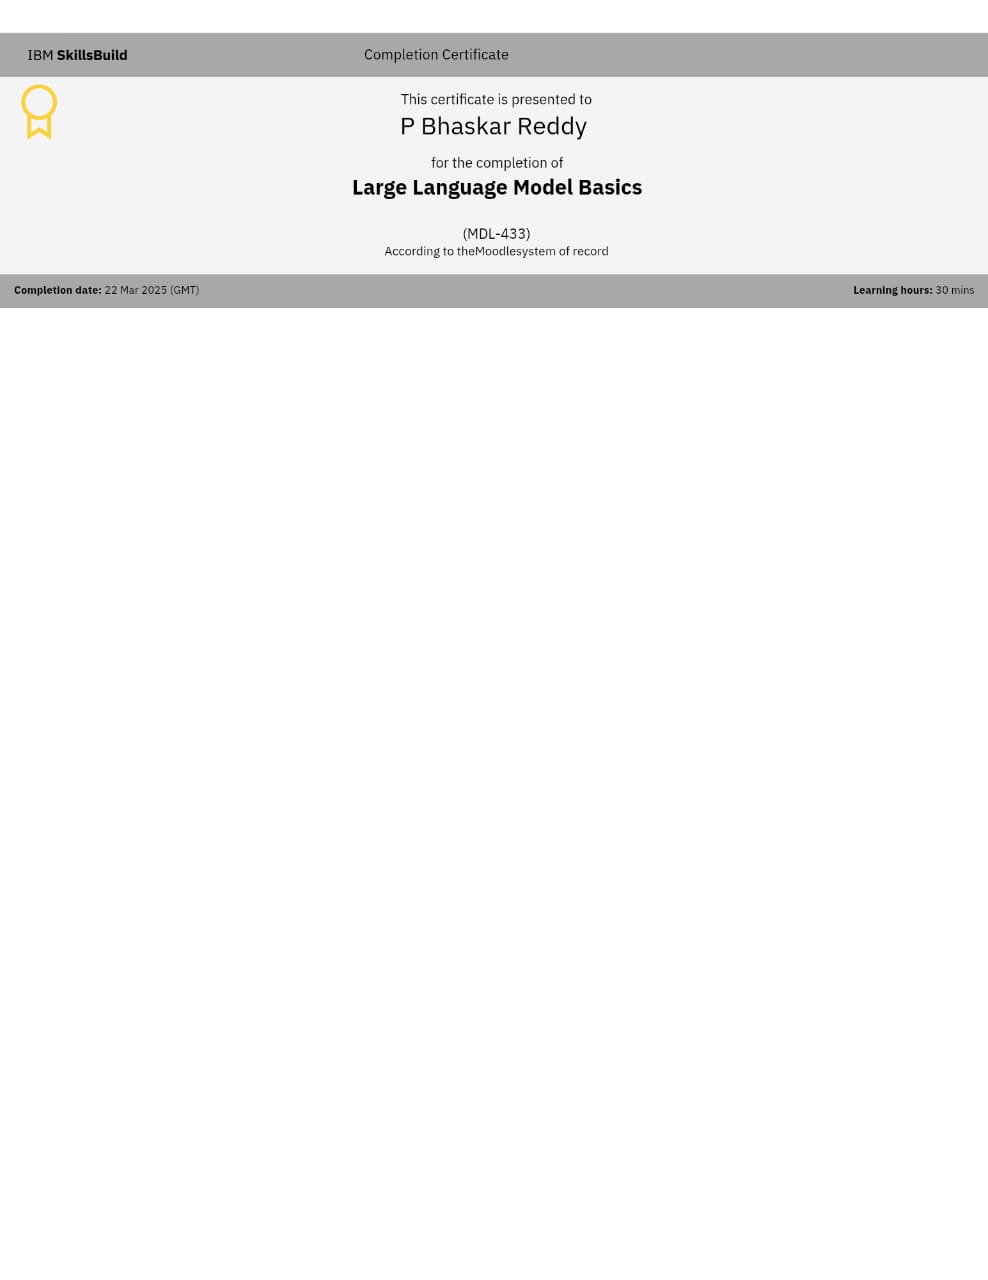 IBM SkillsBuild
Completion Certificate
This certificate is presented to
P Bhaskar Reddy
for the completion of
Large Language Model Basics
(MDL-433)
According to theMoodlesystem of record
Completion date: 22 Mar 2025 (GMT)
Learning hours: 30 mins